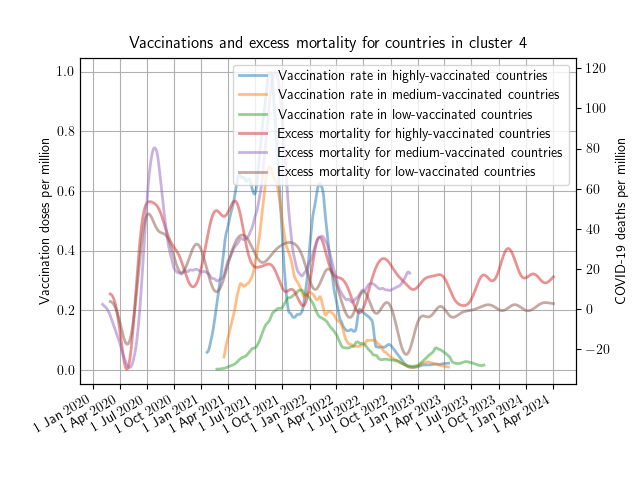 Vaccinations and excess mortality for countries in cluster 4
Vaccination rate in highly-vaccinated countries
Vaccination rate in medium-vaccinated countries
Vaccination rate in low-vaccinated countries
Excess mortality for highly-vaccinated countries
Excess mortality for medium-vaccinated countries
Excess mortality for low-vaccinated countries
Vaccination doses per million
1.0
0.8
0.6
0.4
0.2
0.0
COVID-19 deaths per million
120
100
80
60
40
20
0
−20
1 Jan 2020
1 Apr 2020
1 Jul 2020
1 Oct 2020
1 Jan 2021
1 Apr 2021
1 Jul 2021
1 Oct 2021
1 Jan 2022
1 Apr 2022
1 Jul 2022
1 Oct 2022
1 Jan 2023
1 Apr 2023
1 Jul 2023
1 Oct 2023
1 Jan 2024
1 Apr 2024